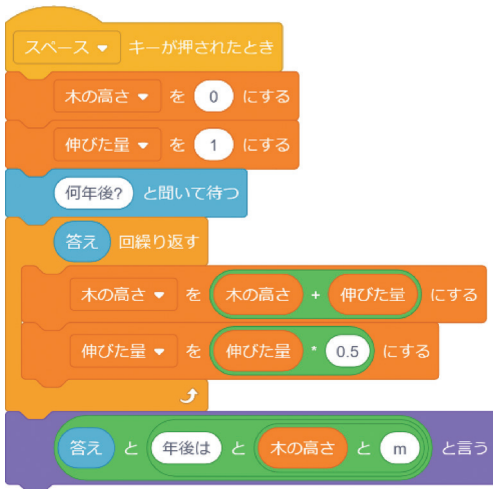 スペース キーが押されたとき
木の高さ を 0 にする
伸びた量 を 1 にする
何年後? と聞いて待つ
答え 回繰り返す
木の高さ を 木の高さ + 伸びた量 にする
伸びた量 を 伸びた量 * 0.5 にする
答え と 年後は と 木の高さ と m と言う